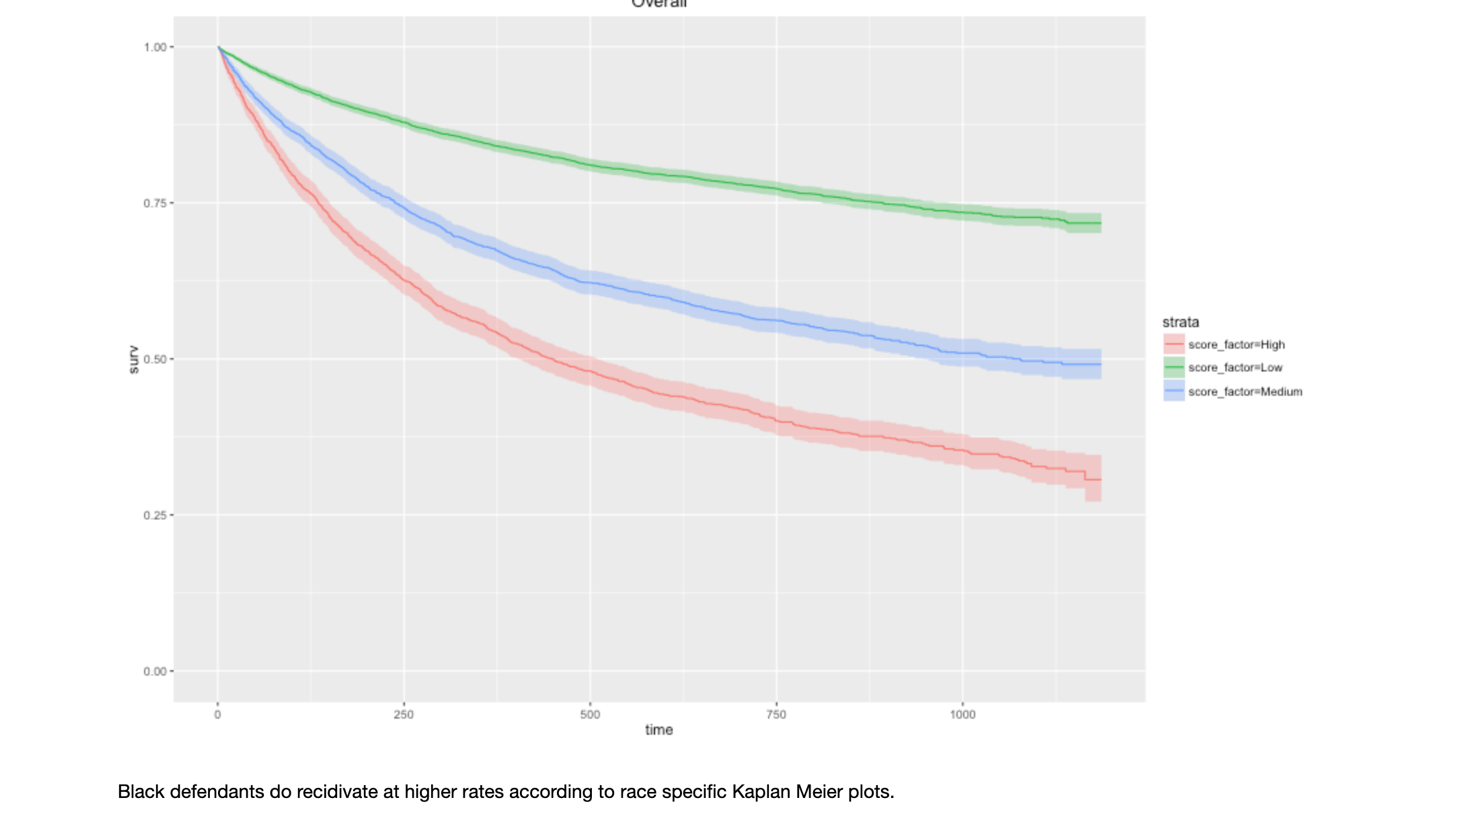 Overall
1.00
0.75
0.50
0.25
0.00
surv
0 250 500 750 1000
time
strata
score_factor=High
score_factor=Low
score_factor=Medium
Black defendants do recidivate at higher rates according to race specific Kaplan Meier plots.